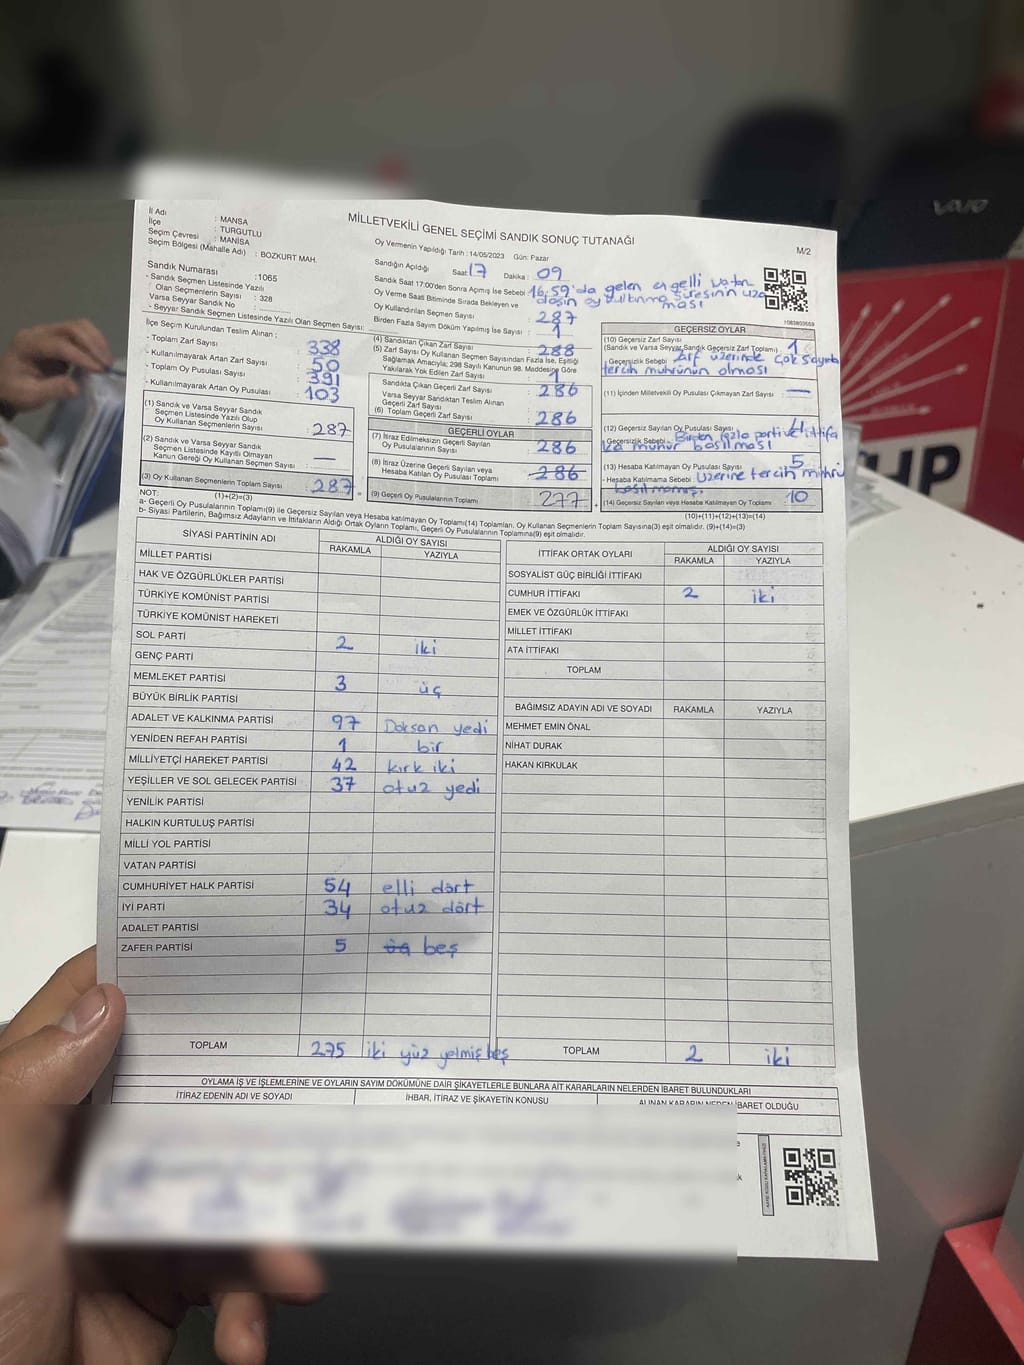 MİLLETVEKİLİ GENEL SEÇİMİ SANDIK SONUÇ TUTANAĞI
M/2
İl Adı : MANSA
İlçe : TURGUTLU
Seçim Çevresi : MANİSA
Seçim Bölgesi (Mahalle Adı) : BOZKURT MAH.
Oy Vermenin Yapıldığı Tarih : 14/05/2023 Gün: Pazar
Sandığın Açıldığı Saat: 17 Dakika : 09
Sandık Saat 17:00'den Sonra Açımış İse Sebebi 16:59'da gelen engelli vatan
daşın oy kullanma süresinin uza
ması
Oy Verme Saati Bitiminde Sırada Bekleyen ve
Oy Kullandırılan Seçmen Sayısı : 287
Birden Fazla Sayım Döküm Yapılmış İse Sayısı : 1
Sandık Numarası :1065
- Sandık Seçmen Listesinde Yazılı
Olan Seçmenlerin Sayısı : 328
Varsa Seyyar Sandık No :
- Seyyar Sandık Seçmen Listesinde Yazılı Olan Seçmen Sayısı:
İlçe Seçim Kurulundan Teslim Alınan ;
- Toplam Zarf Sayısı : 338
- Kullanılmayarak Artan Zarf Sayısı : 50
- Toplam Oy Pusulası Sayısı : 391
- Kullanılmayarak Artan Oy Pusulası : 103
(1) Sandık ve Varsa Seyyar Sandık
Seçmen Listesinde Yazılı Olup
Oy Kullanan Seçmenlerin Sayısı : 287
(2) Sandık ve Varsa Seyyar Sandık
Seçmen Listesinde Kayıtlı Olmayan
Kanun Gereği Oy Kullanan Seçmen Sayısı : —
(3) Oy Kullanan Seçmenlerin Toplam Sayısı : 287
(1)+(2)=(3)
(4) Sandıktan Çıkan Zarf Sayısı : 288
(5) Zarf Sayısı Oy Kullanan Seçmen Sayısından Fazla İse, Eşitliği
Sağlamak Amacıyla; 298 Sayılı Kanunun 98. Maddesine Göre
Yakılarak Yok Edilen Zarf Sayısı : 1
Sandıkta Çıkan Geçerli Zarf Sayısı : 286
Varsa Seyyar Sandıktan Teslim Alınan
Geçerli Zarf Sayısı :
(6) Toplam Geçerli Zarf Sayısı : 286
GEÇERLİ OYLAR
(7) İtiraz Edilmeksizin Geçerli Sayılan
Oy Pusulalarının Sayısı : 286
(8) İtiraz Üzerine Geçerli Sayılan veya
Hesaba Katılan Oy Pusulası Toplamı : 286
(9) Geçerli Oy Pusulalarının Toplamı : 277
1083803669
GEÇERSİZ OYLAR
(10) Geçersiz Zarf Sayısı
(Sandık ve Varsa Seyyar Sandık Geçersiz Zarf Toplamı) : 1
- Geçersizlik Sebebi : Zarf üzerinde çok sayıda
tercih mührünün olması
(11) İçinden Milletvekili Oy Pusulası Çıkmayan Zarf Sayısı : —
(12) Geçersiz Oy Pusulası Sayısı : 4
- Geçersizlik Sebebi : Birden fazla parti ve ittifa
ka mühür basılması
(13) Hesaba Katılmayan Oy Pusulası Sayısı : 5
- Hesaba Katılmama Sebebi : üzerine tercih mührü
basılmamış.
(14) Geçersiz Sayılan veya Hesaba Katılmayan Oy Toplamı : 10
(10)+(11)+(12)+(13)=(14)
NOT:
a- Geçerli Oy Pusulalarının Toplamı(9) ile Geçersiz Sayılan veya Hesaba katılmayan Oy Toplamı(14) Toplamları, Oy Kullanan Seçmenlerin Toplam Sayısına(3) eşit olmalıdır. (9)+(14)=(3)
b- Siyasi Partilerin, Bağımsız Adayların ve İttifakların Aldığı Ortak Oyların Toplamı, Geçerli Oy Pusulalarının Toplamına(9) eşit olmalıdır.
SİYASİ PARTİNİN ADI ALDIĞI OY SAYISI
RAKAMLA YAZIYLA
MİLLET PARTİSİ
HAK VE ÖZGÜRLÜKLER PARTİSİ
TÜRKİYE KOMÜNİST PARTİSİ
TÜRKİYE KOMÜNİST HAREKETİ
SOL PARTİ 2 iki
GENÇ PARTİ
MEMLEKET PARTİSİ 3 üç
BÜYÜK BİRLİK PARTİSİ
ADALET VE KALKINMA PARTİSİ 97 Doksan yedi
YENİDEN REFAH PARTİSİ 1 bir
MİLLİYETÇİ HAREKET PARTİSİ 42 kırk iki
YEŞİLLER VE SOL GELECEK PARTİSİ 37 otuz yedi
YENİLİK PARTİSİ
HALKIN KURTULUŞ PARTİSİ
MİLLİ YOL PARTİSİ
VATAN PARTİSİ
CUMHURİYET HALK PARTİSİ 54 elli dört
İYİ PARTİ 34 otuz dört
ADALET PARTİSİ
ZAFER PARTİSİ 5 beş
TOPLAM 275 iki yüz yetmiş beş
İTTİFAK ORTAK OYLARI ALDIĞI OY SAYISI
RAKAMLA YAZIYLA
SOSYALİST GÜÇ BİRLİĞİ İTTİFAKI
CUMHUR İTTİFAKI 2 iki
EMEK VE ÖZGÜRLÜK İTTİFAKI
MİLLET İTTİFAKI
ATA İTTİFAKI
TOPLAM
BAĞIMSIZ ADAYIN ADI VE SOYADI RAKAMLA YAZIYLA
MEHMET EMİN ÖNAL
NİHAT DURAK
HAKAN KIRKULAK
TOPLAM 2 iki
OYLAMA İŞ VE İŞLEMLERİNE VE OYLARIN SAYIM DÖKÜMÜNE DAİR ŞİKAYETLERLE BUNLARA AİT KARARLARIN NELERDEN İBARET BULUNDUKLARI
İTİRAZ EDENİN ADI VE SOYADI
İHBAR, İTİRAZ VE ŞİKAYETİN KONUSU
ALINAN KARARIN NEDEN İBARET OLDUĞU
VAIO
HP